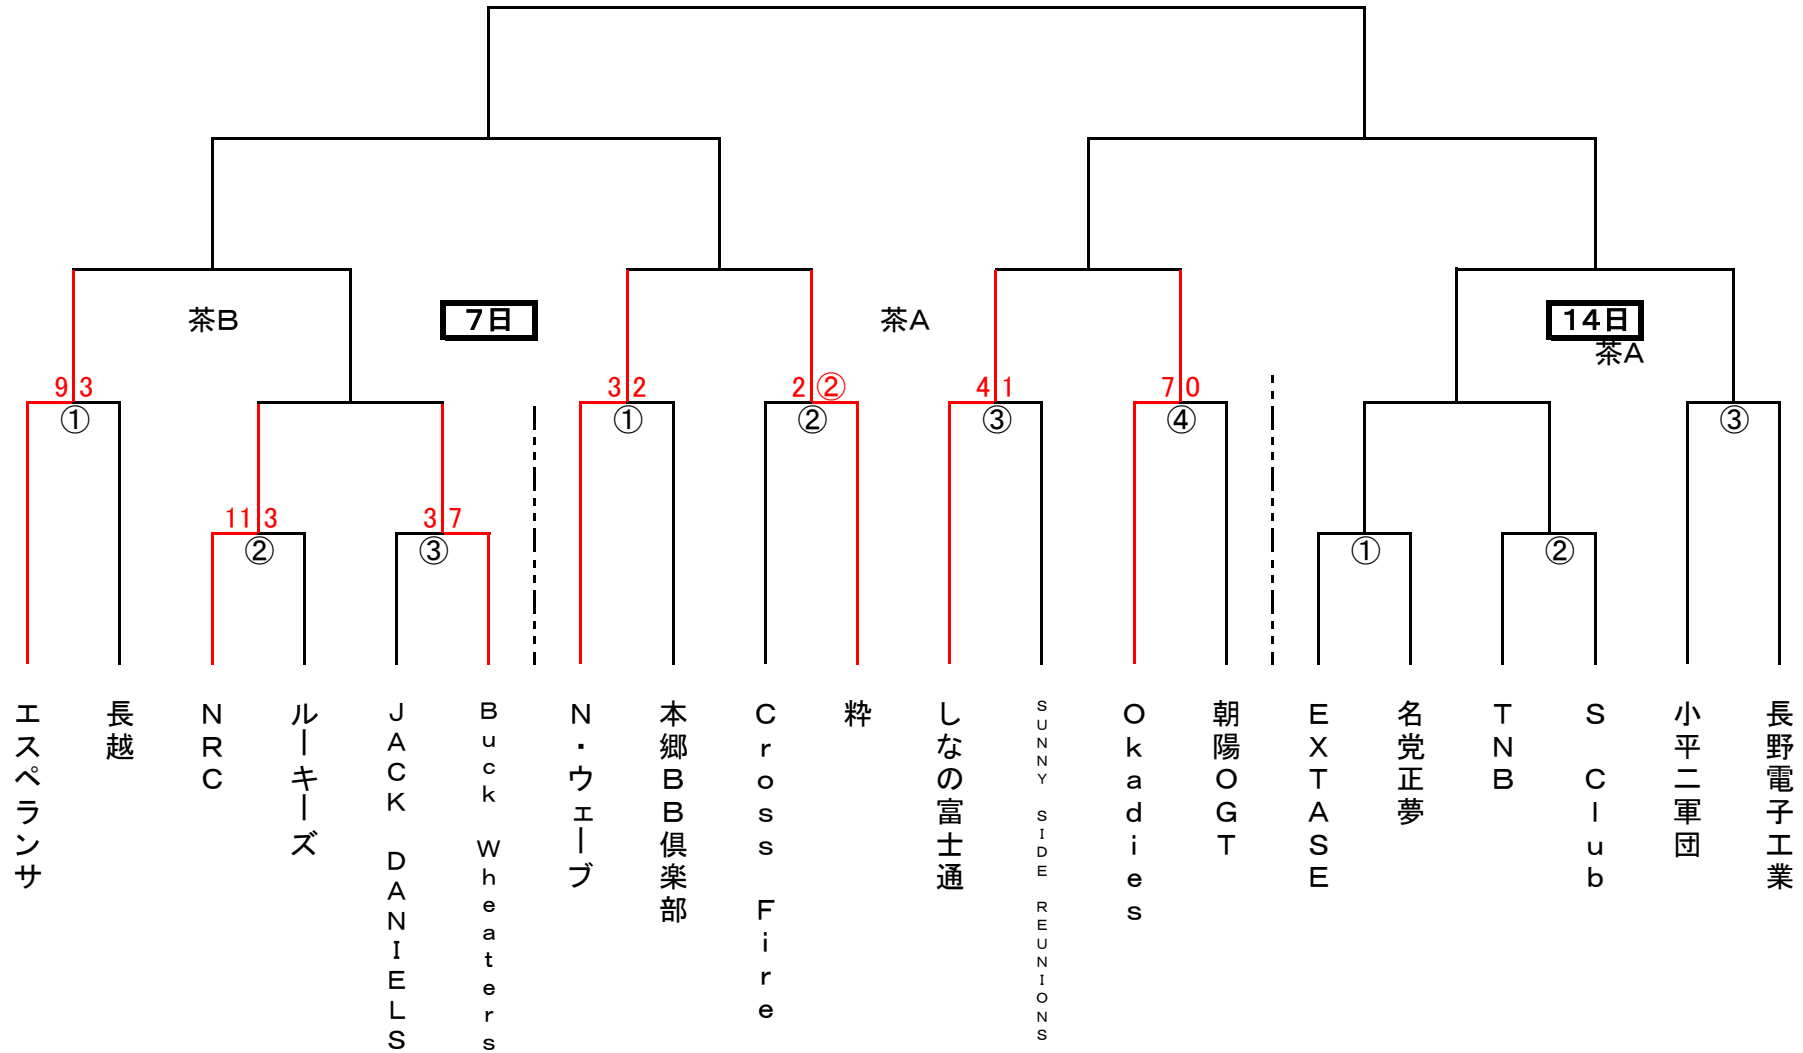 茶B
7日
茶A
14日
茶A
9 3
3 2
2 ②
4 1
7 0
①
①
②
③
④
③
11 3
3 7
②
③
①
②
エスペランサ
長越
NRC
ルーキーズ
JACK DANIELS
Buck Wheaters
N・ウェーブ
本郷BB倶楽部
Cross Fire
粋
しなの富士通
SUNNY SIDE REUNIONS
Okadies
朝陽OGT
EXTASE
名党正夢
TNB
S Club
小平二軍団
長野電子工業